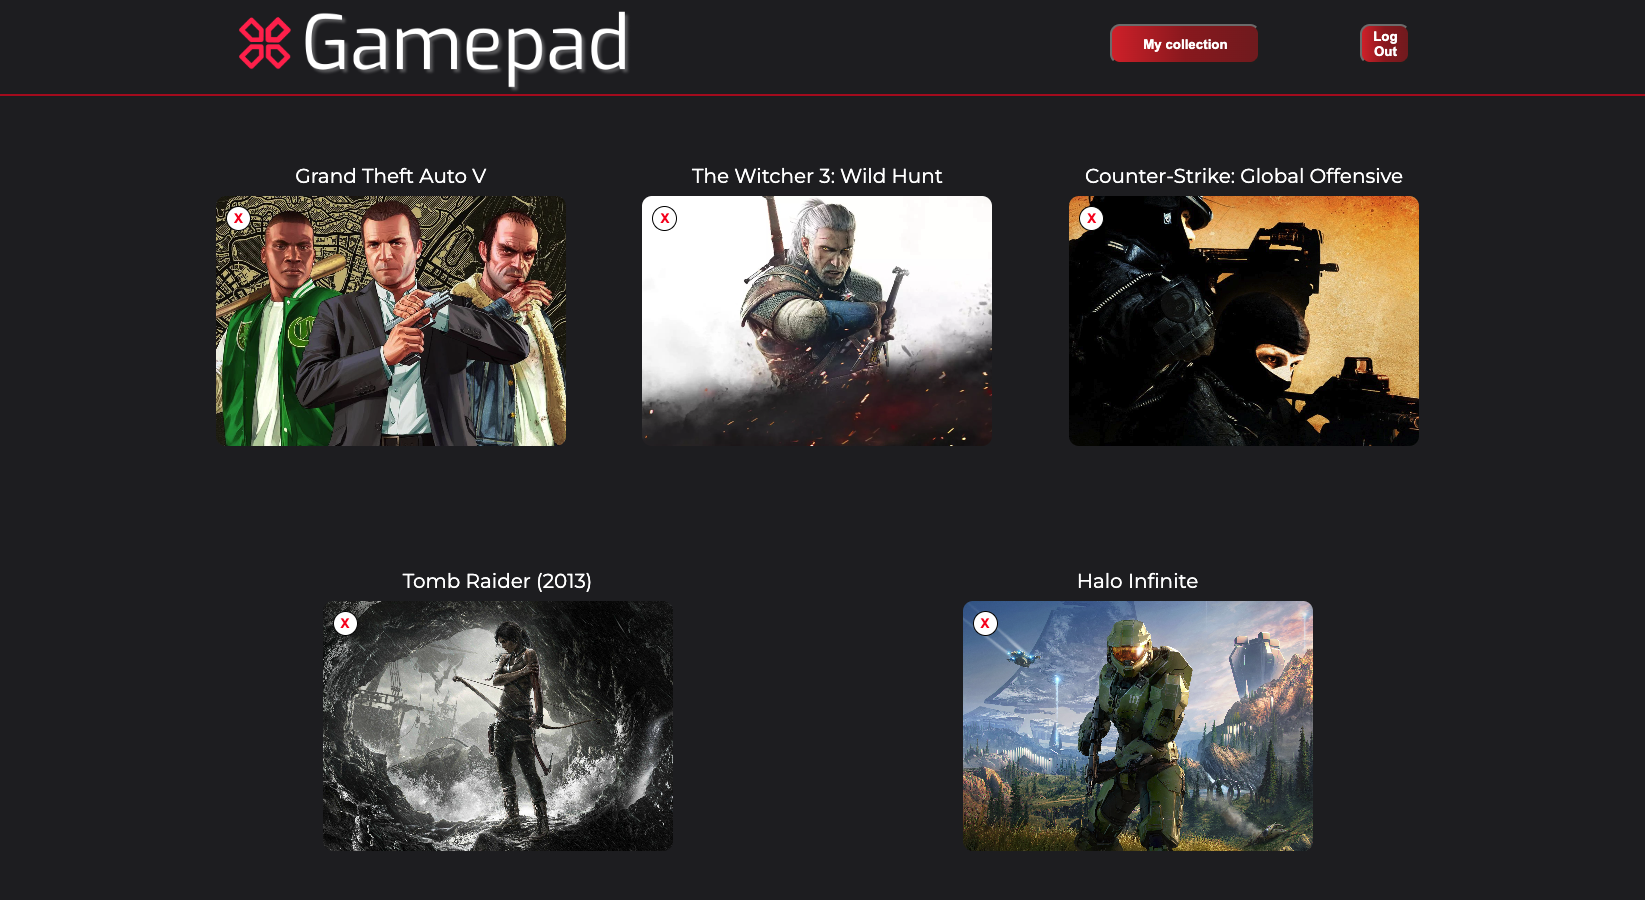 Gamepad
My collection
Log
Out
Grand Theft Auto V
The Witcher 3: Wild Hunt
Counter-Strike: Global Offensive
X
X
X
Tomb Raider (2013)
Halo Infinite
X
X